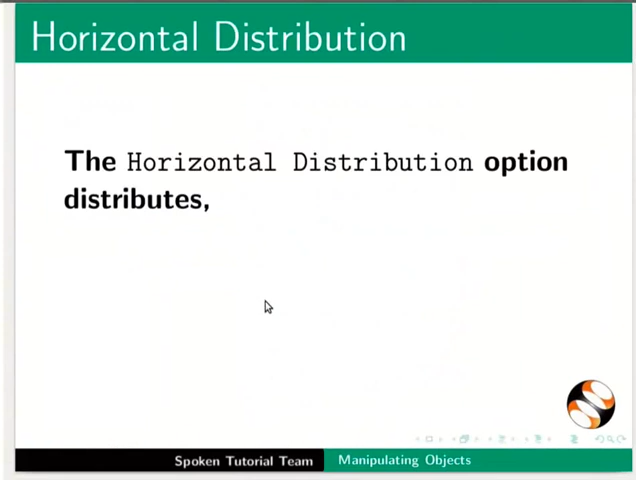 Horizontal Distribution
The Horizontal Distribution option
distributes,
Spoken Tutorial Team
Manipulating Objects